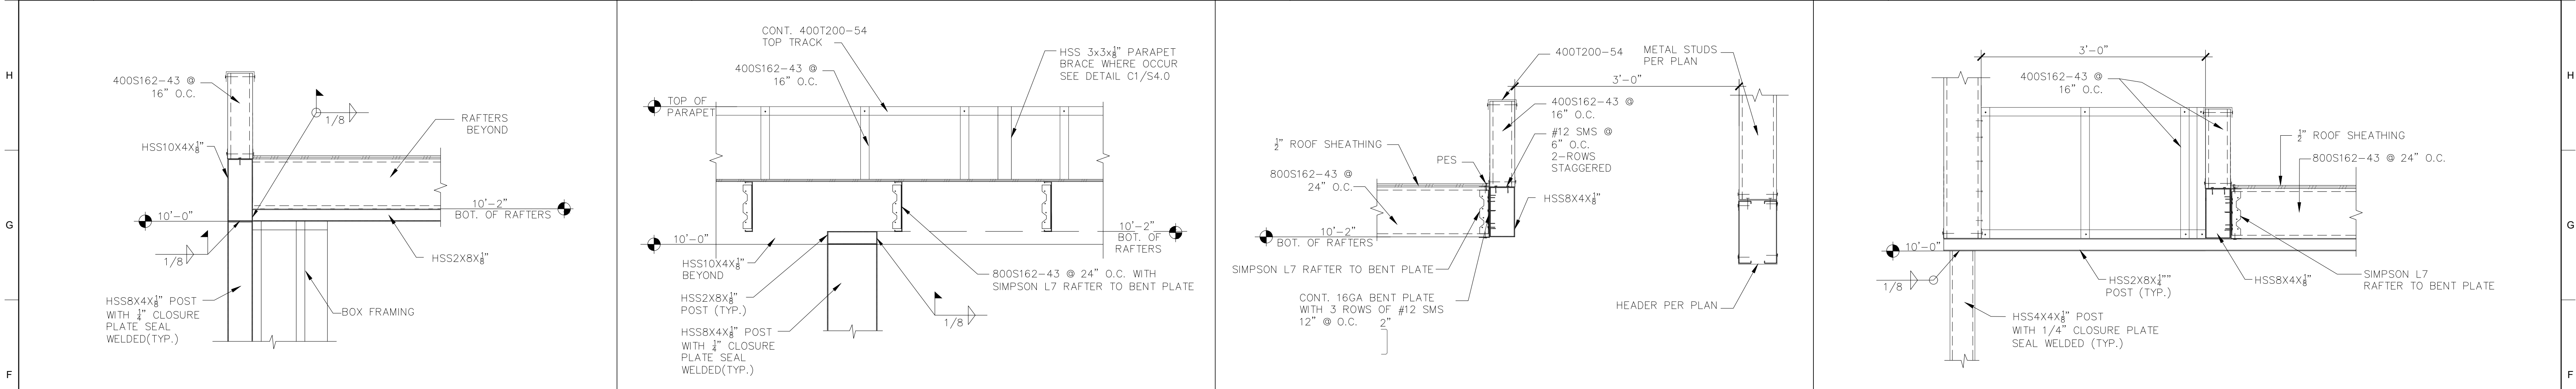 H
G
F
400S162-43 @
16" O.C.
1/8
RAFTERS
BEYOND
HSS10X4X1/8"
10'-0"
10'-2"
BOT. OF RAFTERS
1/8
HSS2X8X1/8"
HSS8X4X1/8" POST
WITH 1/4" CLOSURE
PLATE SEAL
WELDED(TYP.)
BOX FRAMING
CONT. 400T200-54
TOP TRACK
400S162-43 @
16" O.C.
HSS 3x3x1/8" PARAPET
BRACE WHERE OCCUR
SEE DETAIL C1/S4.0
TOP OF
PARAPET
10'-0"
10'-2"
BOT. OF
RAFTERS
HSS10X4X1/8"
BEYOND
800S162-43 @ 24" O.C. WITH
SIMPSON L7 RAFTER TO BENT PLATE
HSS2X8X1/8"
POST (TYP.)
1/8
HSS8X4X1/8" POST
WITH 1/4" CLOSURE
PLATE SEAL
WELDED(TYP.)
400T200-54
METAL STUDS
PER PLAN
3'-0"
400S162-43 @
16" O.C.
#12 SMS @
6" O.C.
2-ROWS
STAGGERED
1/2" ROOF SHEATHING
PES
800S162-43 @
24" O.C.
HSS8X4X1/8"
10'-2"
BOT. OF RAFTERS
SIMPSON L7 RAFTER TO BENT PLATE
CONT. 16GA BENT PLATE
WITH 3 ROWS OF #12 SMS
12" @ O.C.
2"
HEADER PER PLAN
3'-0"
400S162-43 @
16" O.C.
1/2" ROOF SHEATHING
800S162-43 @ 24" O.C.
10'-0"
1/8
HSS2X8X1/4""
POST (TYP.)
HSS8X4X1/8"
SIMPSON L7
RAFTER TO BENT PLATE
HSS4X4X1/8" POST
WITH 1/4" CLOSURE PLATE
SEAL WELDED (TYP.)
H
G
F